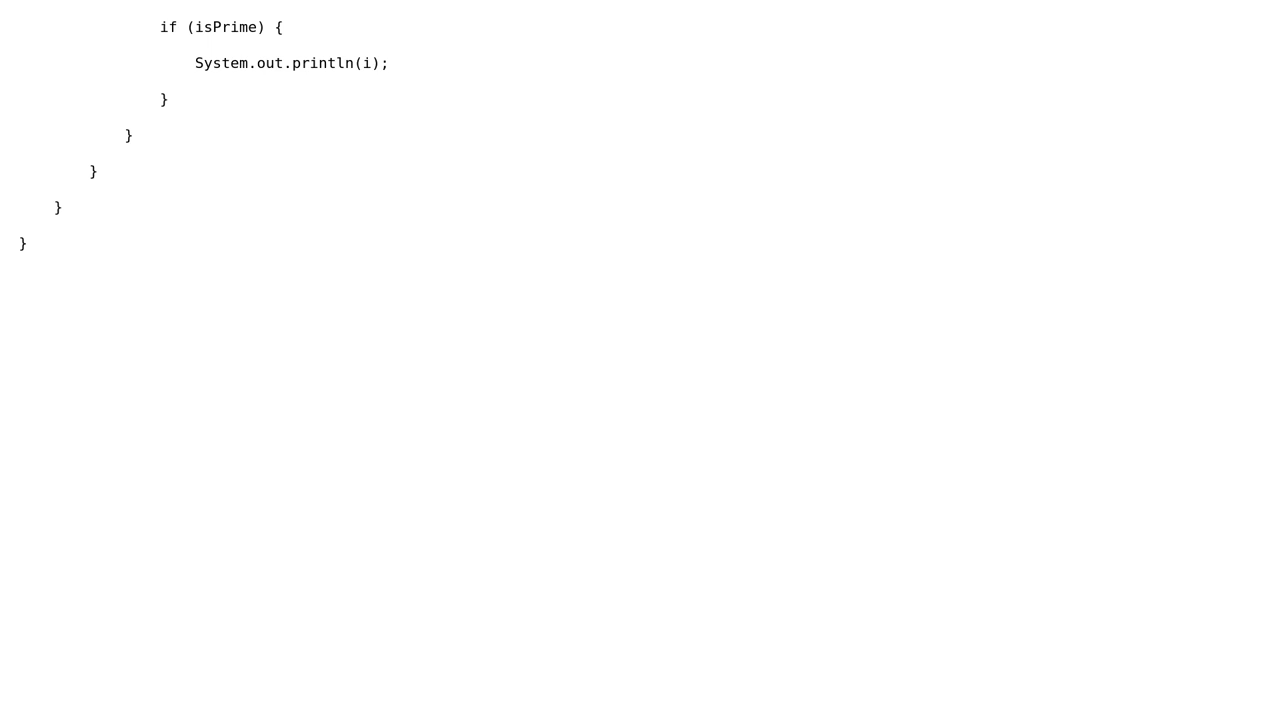 if (isPrime) {
                    System.out.println(i);
                }
            }
        }
    }
}